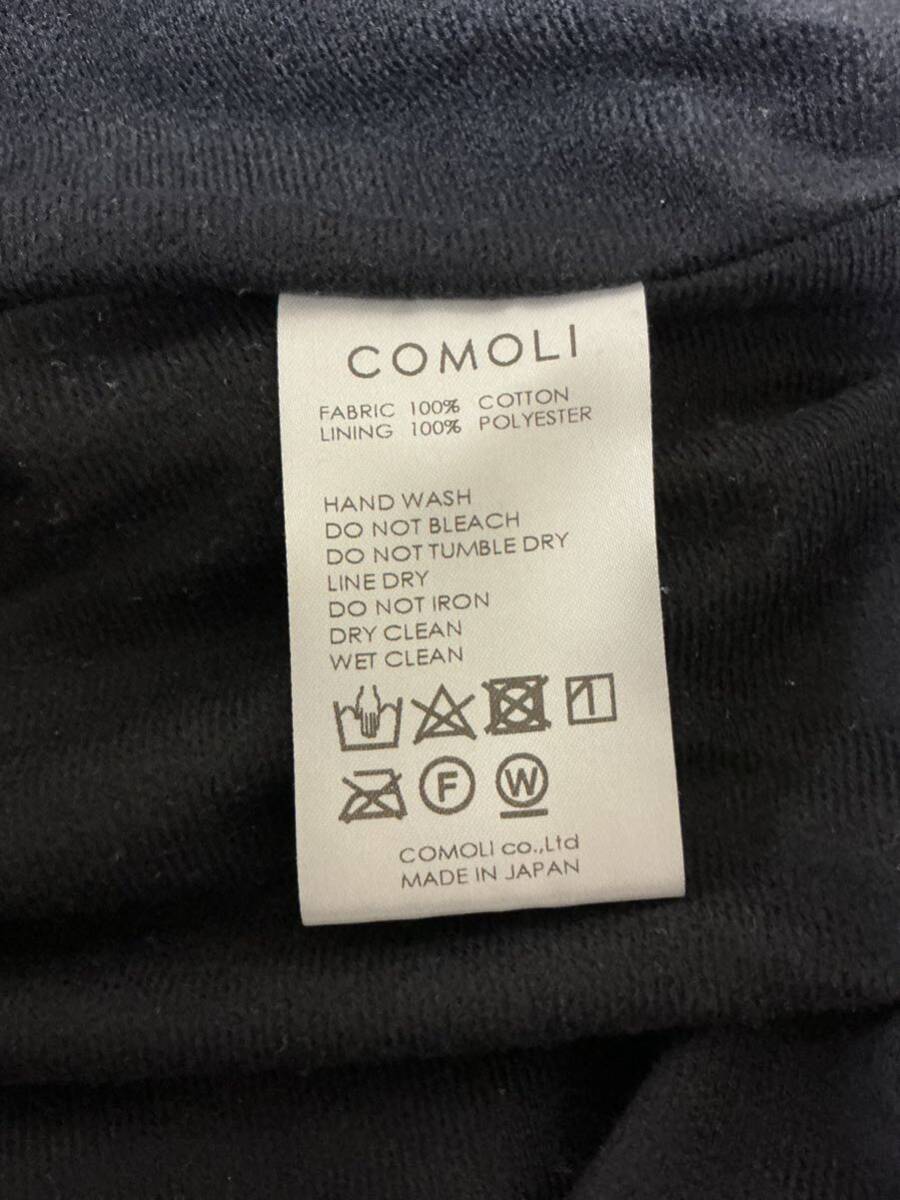 COMOLI
FABRIC 100% COTTON
LINING 100% POLYESTER
HAND WASH
DO NOT BLEACH
DO NOT TUMBLE DRY
LINE DRY
DO NOT IRON
DRY CLEAN
WET CLEAN
F W
COMOLI co.,Ltd
MADE IN JAPAN